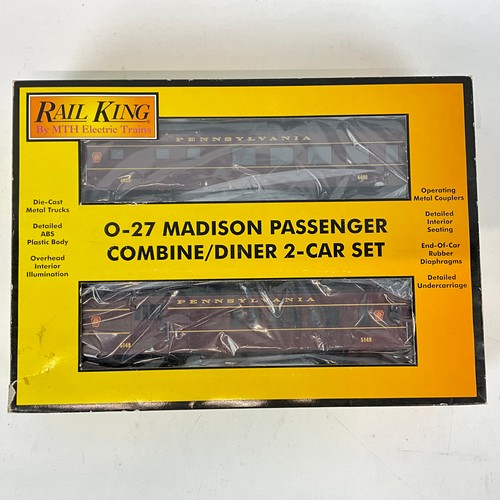 RAIL KING
By MTH Electric Trains
PENNSYLVANIA
Die-Cast
Metal Trucks
Detailed
ABS
Plastic Body
Overhead
Interior
Illumination
O-27 MADISON PASSENGER
COMBINE/DINER 2-CAR SET
Operating
Metal Couplers
Detailed
Interior
Seating
End-Of-Car
Rubber
Diaphragms
Detailed
Undercarriage
PENNSYLVANIA
5148
5148